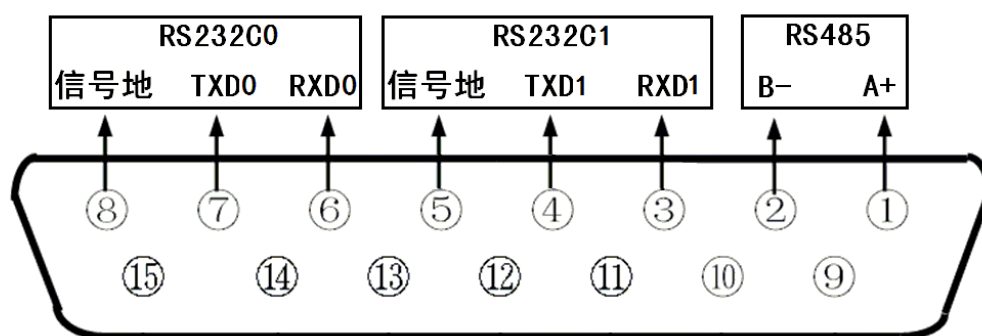 RS232C0 RS232C1 RS485
信号地 TXD0 RXD0 信号地 TXD1 RXD1 B- A+
⑧ ⑦ ⑥ ⑤ ④ ③ ② ①
⑮ ⑭ ⑬ ⑫ ⑪ ⑩ ⑨